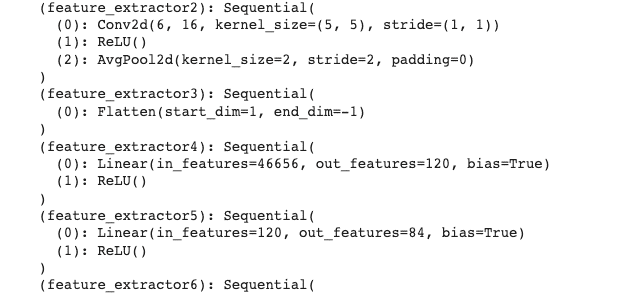 (feature_extractor2): Sequential(
  (0): Conv2d(6, 16, kernel_size=(5, 5), stride=(1, 1))
  (1): ReLU()
  (2): AvgPool2d(kernel_size=2, stride=2, padding=0)
)
(feature_extractor3): Sequential(
  (0): Flatten(start_dim=1, end_dim=-1)
)
(feature_extractor4): Sequential(
  (0): Linear(in_features=46656, out_features=120, bias=True)
  (1): ReLU()
)
(feature_extractor5): Sequential(
  (0): Linear(in_features=120, out_features=84, bias=True)
  (1): ReLU()
)
(feature_extractor6): Sequential(